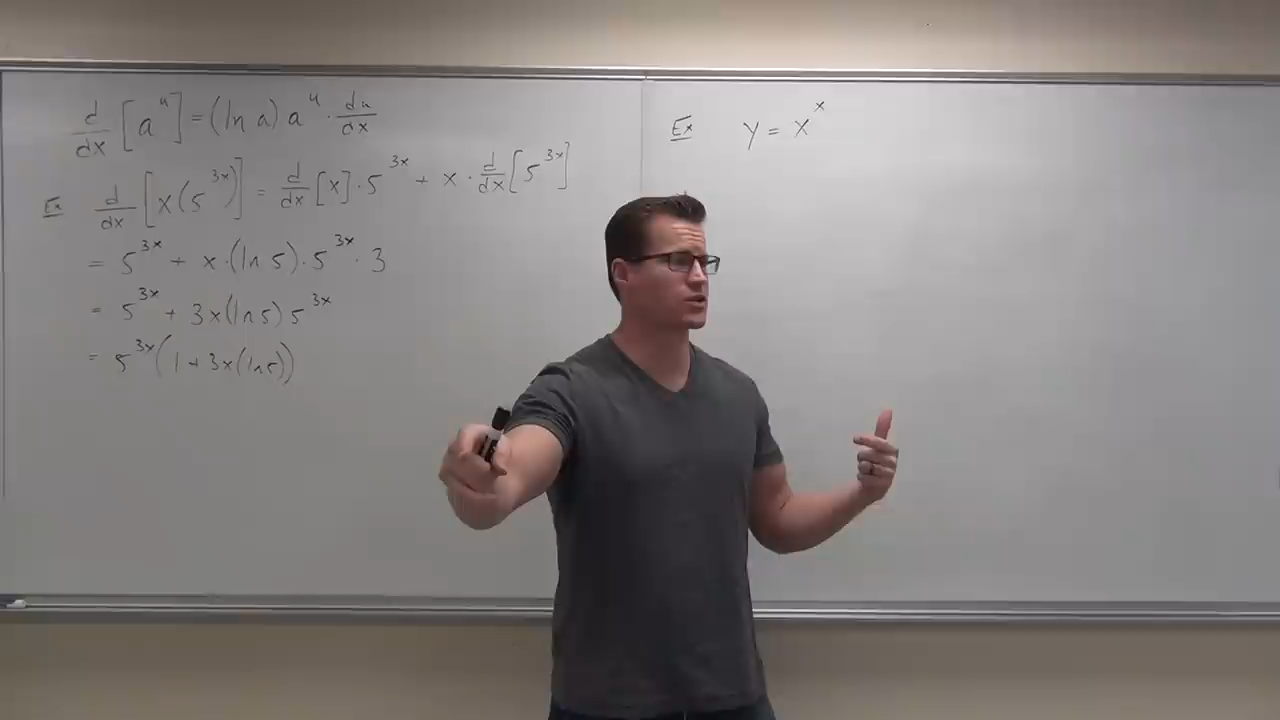 d/dx [a^u] = (ln a) a^u · du/dx
Ex d/dx [x(5^3x)] = d/dx [x] · 5^3x + x · d/dx [5^3x]
= 5^3x + x · (ln 5) · 5^3x · 3
= 5^3x + 3x(ln 5) 5^3x
= 5^3x (1 + 3x(ln 5))
Ex y = x^x